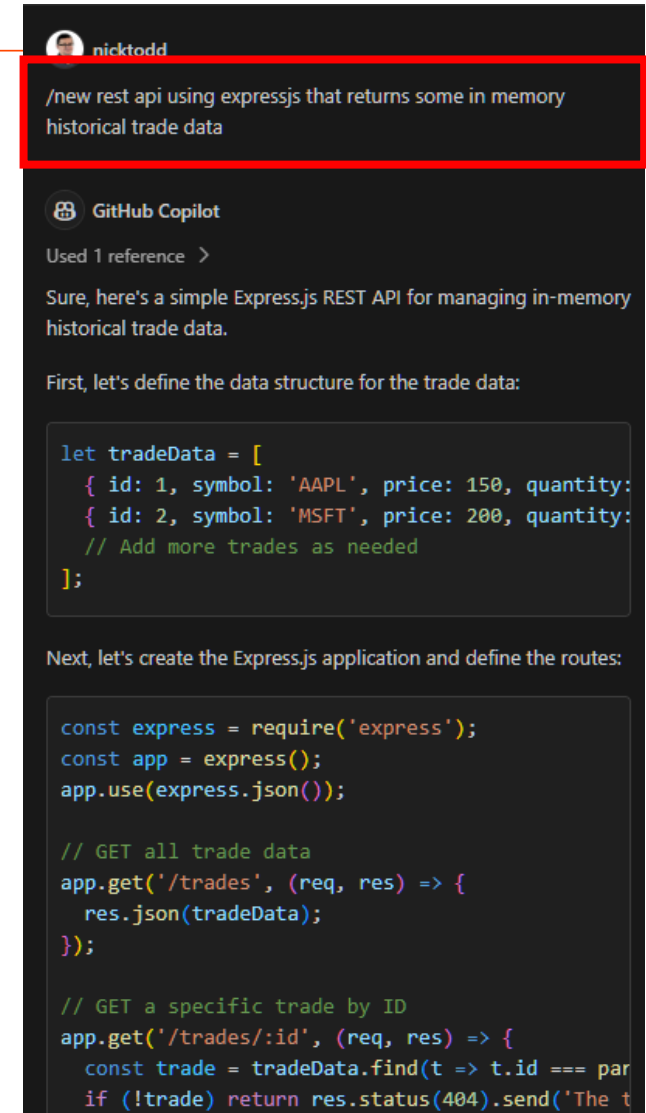 nicktodd
/new rest api using expressjs that returns some in memory
historical trade data
GitHub Copilot
Used 1 reference >
Sure, here's a simple Express.js REST API for managing in-memory
historical trade data.
First, let's define the data structure for the trade data:
let tradeData = [
  { id: 1, symbol: 'AAPL', price: 150, quantity:
  { id: 2, symbol: 'MSFT', price: 200, quantity:
  // Add more trades as needed
];
Next, let's create the Express.js application and define the routes:
const express = require('express');
const app = express();
app.use(express.json());
// GET all trade data
app.get('/trades', (req, res) => {
  res.json(tradeData);
});
// GET a specific trade by ID
app.get('/trades/:id', (req, res) => {
  const trade = tradeData.find(t => t.id === par
  if (!trade) return res.status(404).send('The t